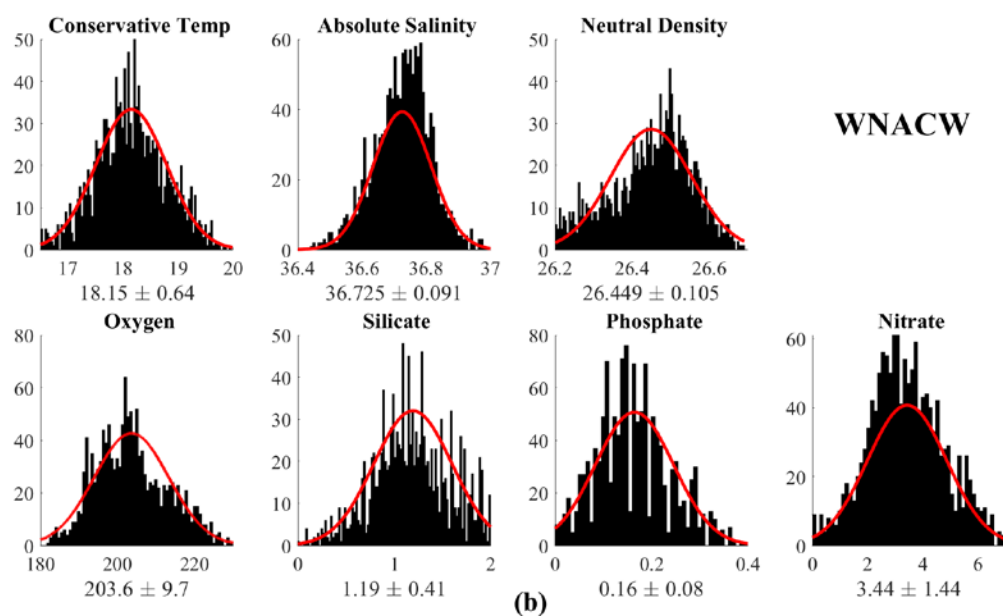 Conservative Temp Absolute Salinity Neutral Density
50 60 50
40 40
30 40 30
20 20 20
10 10
0 0 0
17 18 19 20 36.4 36.6 36.8 37 26.2 26.4 26.6
18.15 ± 0.64 36.725 ± 0.091 26.449 ± 0.105
WNACW
Oxygen Silicate Phosphate Nitrate
80 50 80 60
60 40 60
40 30 40 40
20 20 20 20
10
0 0 0 0
180 200 220 0 1 2 0 0.2 0.4 0 2 4 6
203.6 ± 9.7 1.19 ± 0.41 0.16 ± 0.08 3.44 ± 1.44
(b)